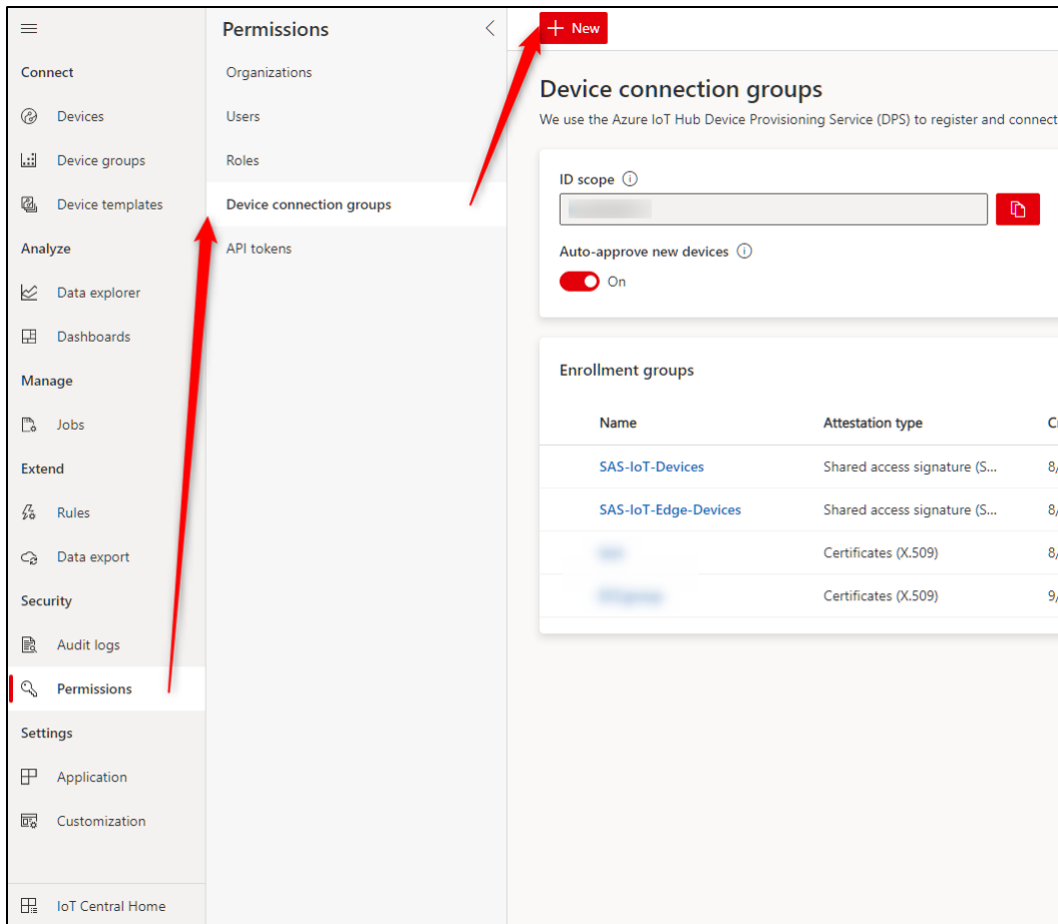 Connect
Devices
Device groups
Device templates
Analyze
Data explorer
Dashboards
Manage
Jobs
Extend
Rules
Data export
Security
Audit logs
Permissions
Settings
Application
Customization
IoT Central Home
Permissions
Organizations
Users
Roles
Device connection groups
API tokens
+ New
Device connection groups
We use the Azure IoT Hub Device Provisioning Service (DPS) to register and connect
ID scope
Auto-approve new devices
On
Enrollment groups
Name Attestation type
SAS-IoT-Devices Shared access signature (S... 8/
SAS-IoT-Edge-Devices Shared access signature (S... 8/
Certificates (X.509) 8/
Certificates (X.509) 9/